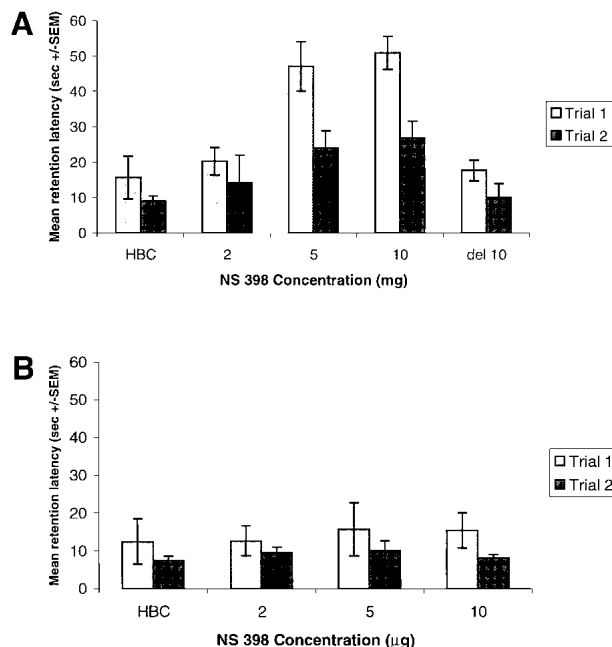 A
Mean retention latency (sec +/-SEM)
60
50
40
30
20
10
0
HBC 2 5 10 del 10
NS 398 Concentration (mg)
Trial 1
Trial 2
B
Mean retention latency (sec +/-SEM)
60
50
40
30
20
10
0
HBC 2 5 10
NS 398 Concentration (µg)
Trial 1
Trial 2